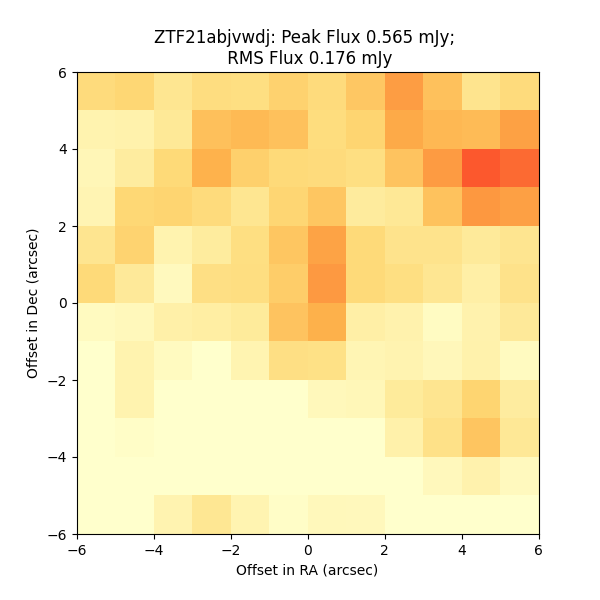 ZTF21abjvwdj: Peak Flux 0.565 mJy;
RMS Flux 0.176 mJy
6
4
2
0
−2
−4
−6
Offset in Dec (arcsec)
−6 −4 −2 0 2 4 6
Offset in RA (arcsec)